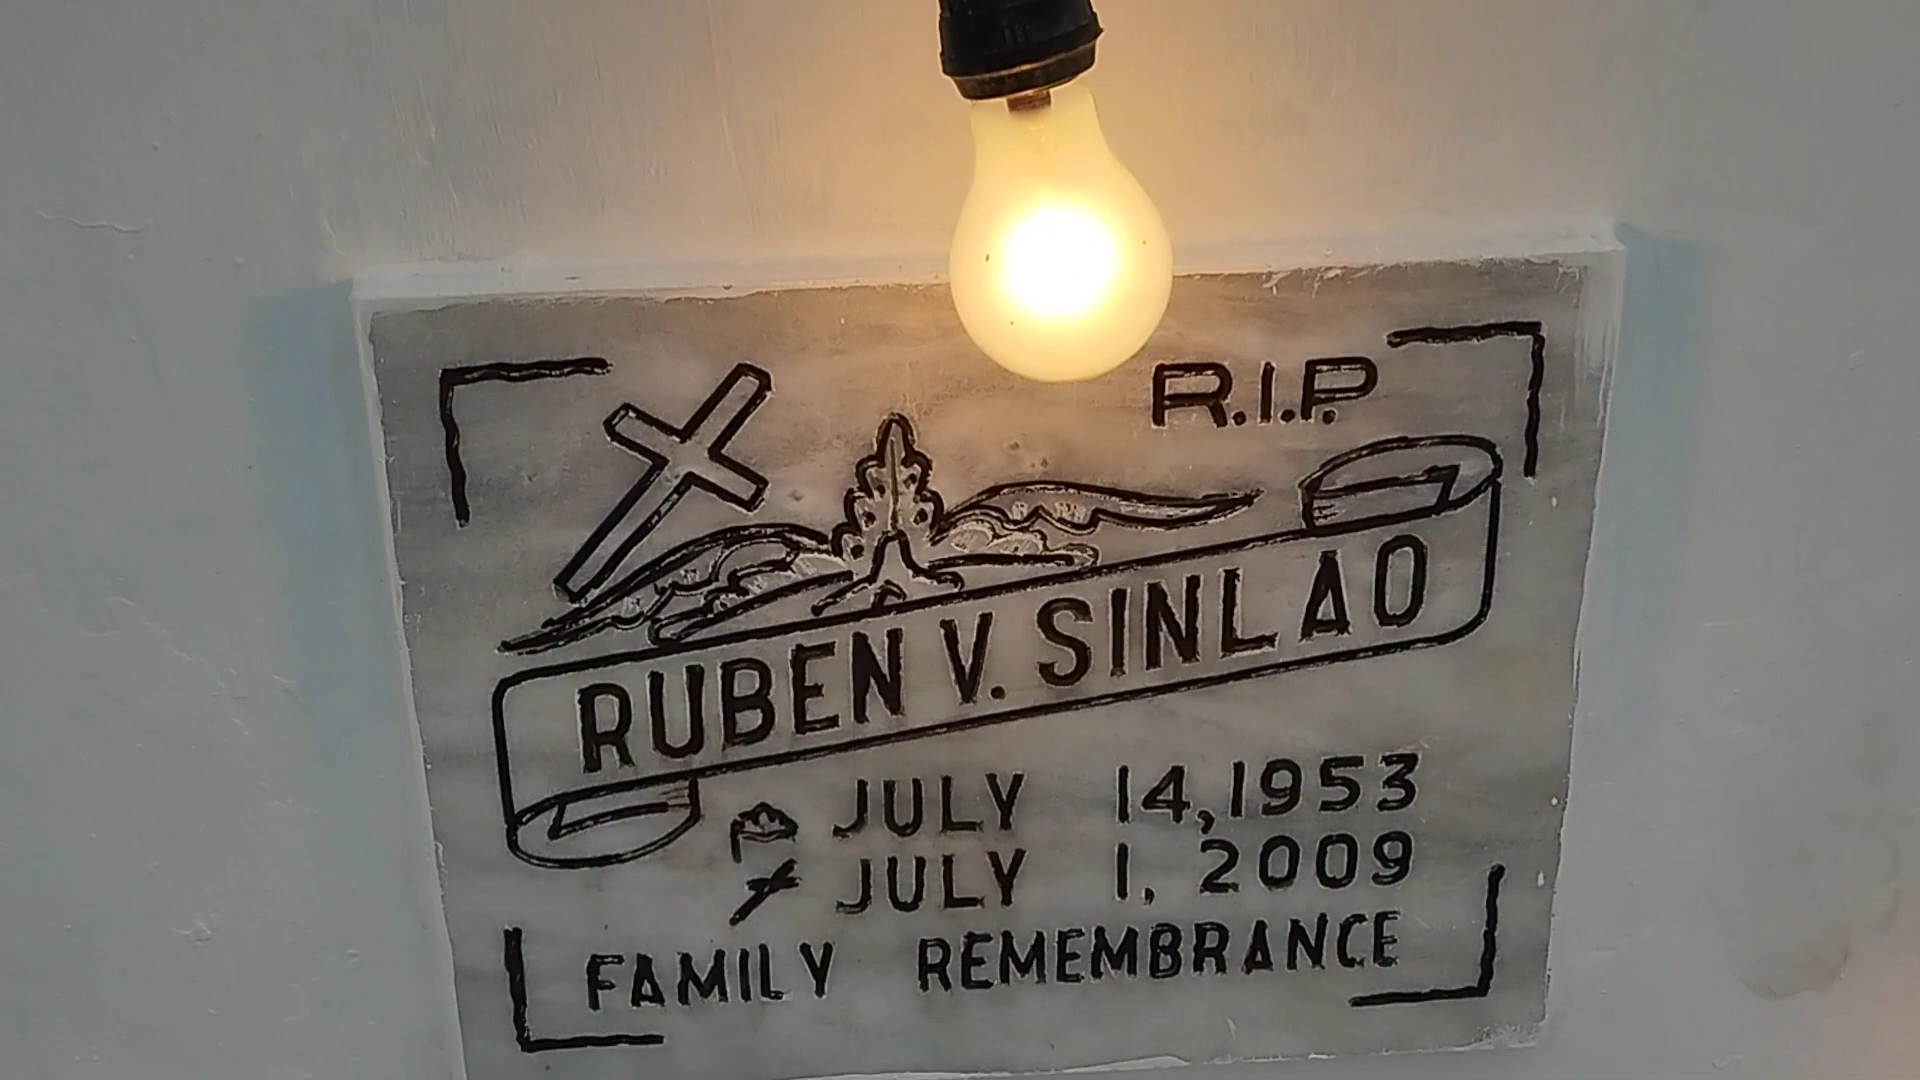 R.I.P.
RUBEN V. SINLAO
JULY 14, 1953
JULY 1, 2009
FAMILY REMEMBRANCE